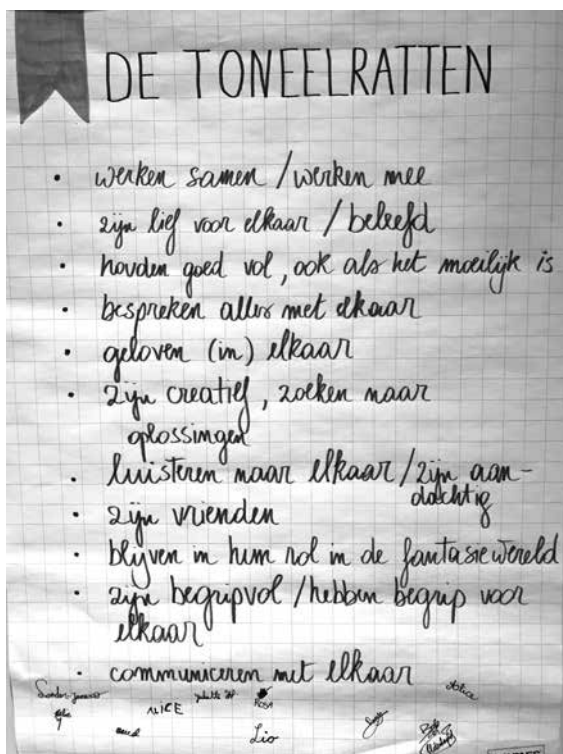 DE TONEELRATTEN
• werken samen / werken mee
• zijn lief voor elkaar / beleefd
• houden goed vol, ook als het moeilijk is
• bespreken alles met elkaar
• geloven (in) elkaar
• zijn creatief, zoeken naar
oplossingen
• luisteren naar elkaar / zijn aan-
dachtig
• zijn vrienden
• blijven in hun rol in de fantasiewereld
• zijn begripvol / hebben begrip voor
elkaar
• communiceren met elkaar
ALICE
ROSA
Lio